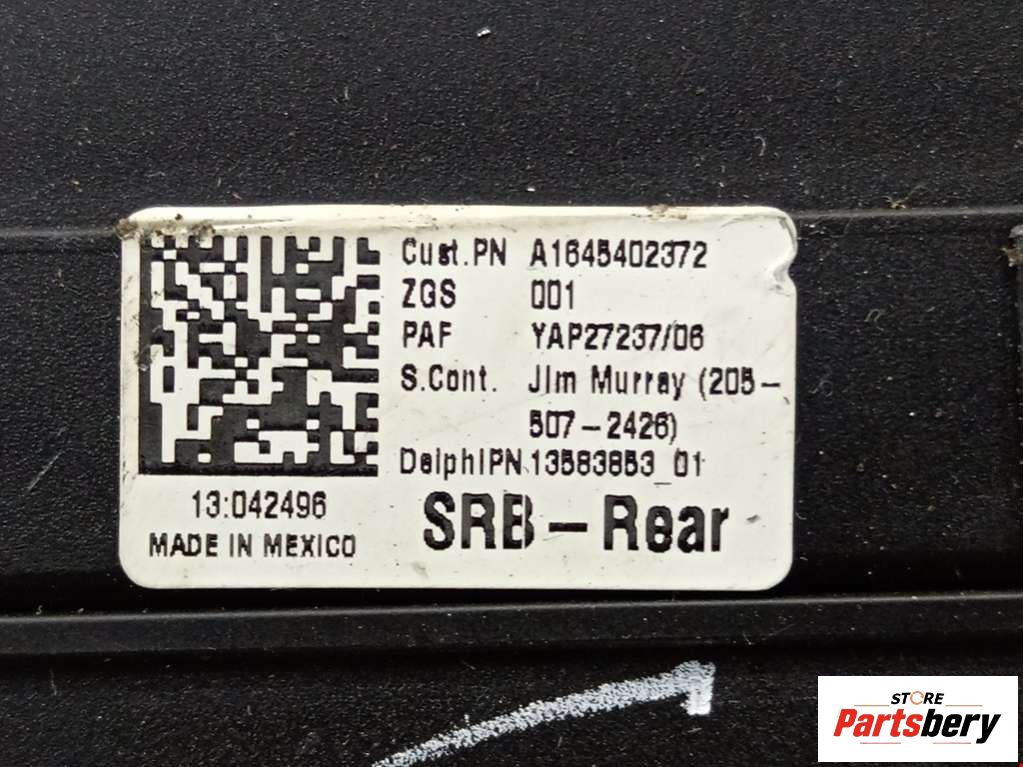 Cust.PN A1645402372
ZGS 001
PAF YAP27237/06
S.Cont. Jim Murray (205-
507-2426)
DelphiPN 13583853_01
SRB-Rear
13:042496
MADE IN MEXICO
STORE
Partsbery